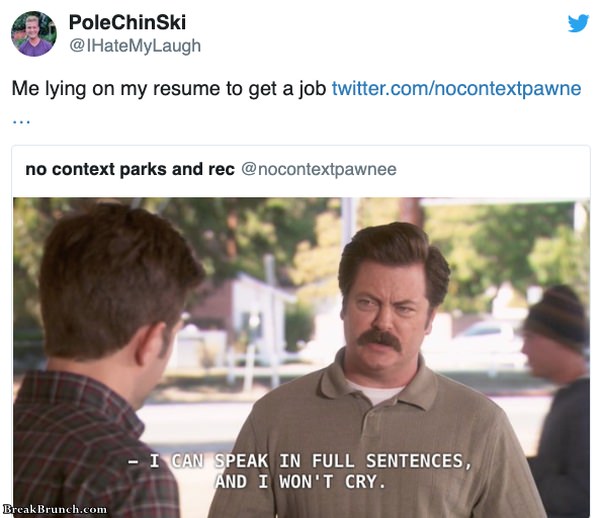 PoleChinSki
@IHateMyLaugh
Me lying on my resume to get a job twitter.com/nocontextpawne
…
no context parks and rec @nocontextpawnee
– I CAN SPEAK IN FULL SENTENCES,
AND I WON'T CRY.
BreakBrunch.com